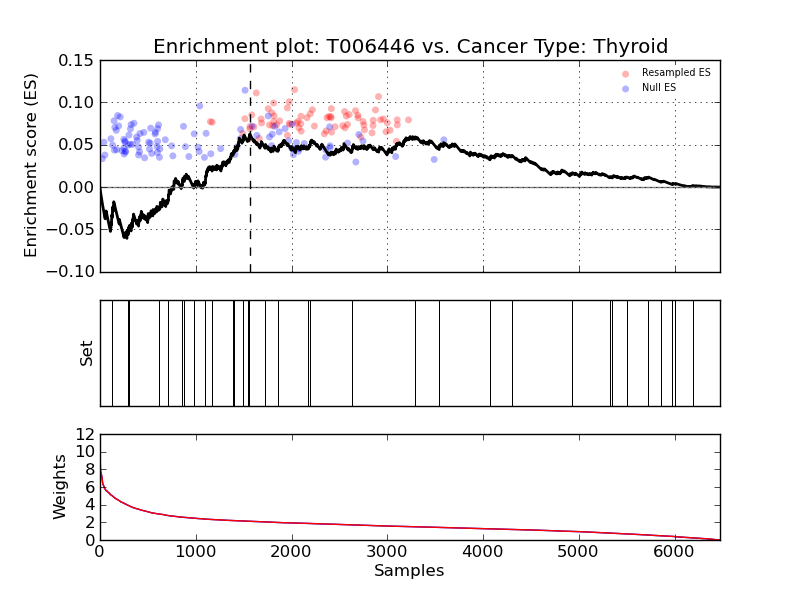 Enrichment plot: T006446 vs. Cancer Type: Thyroid
Enrichment score (ES)
0.15
0.10
0.05
0.00
−0.05
−0.10
Resampled ES
Null ES
Set
Weights
12
10
8
6
4
2
0
0 1000 2000 3000 4000 5000 6000
Samples